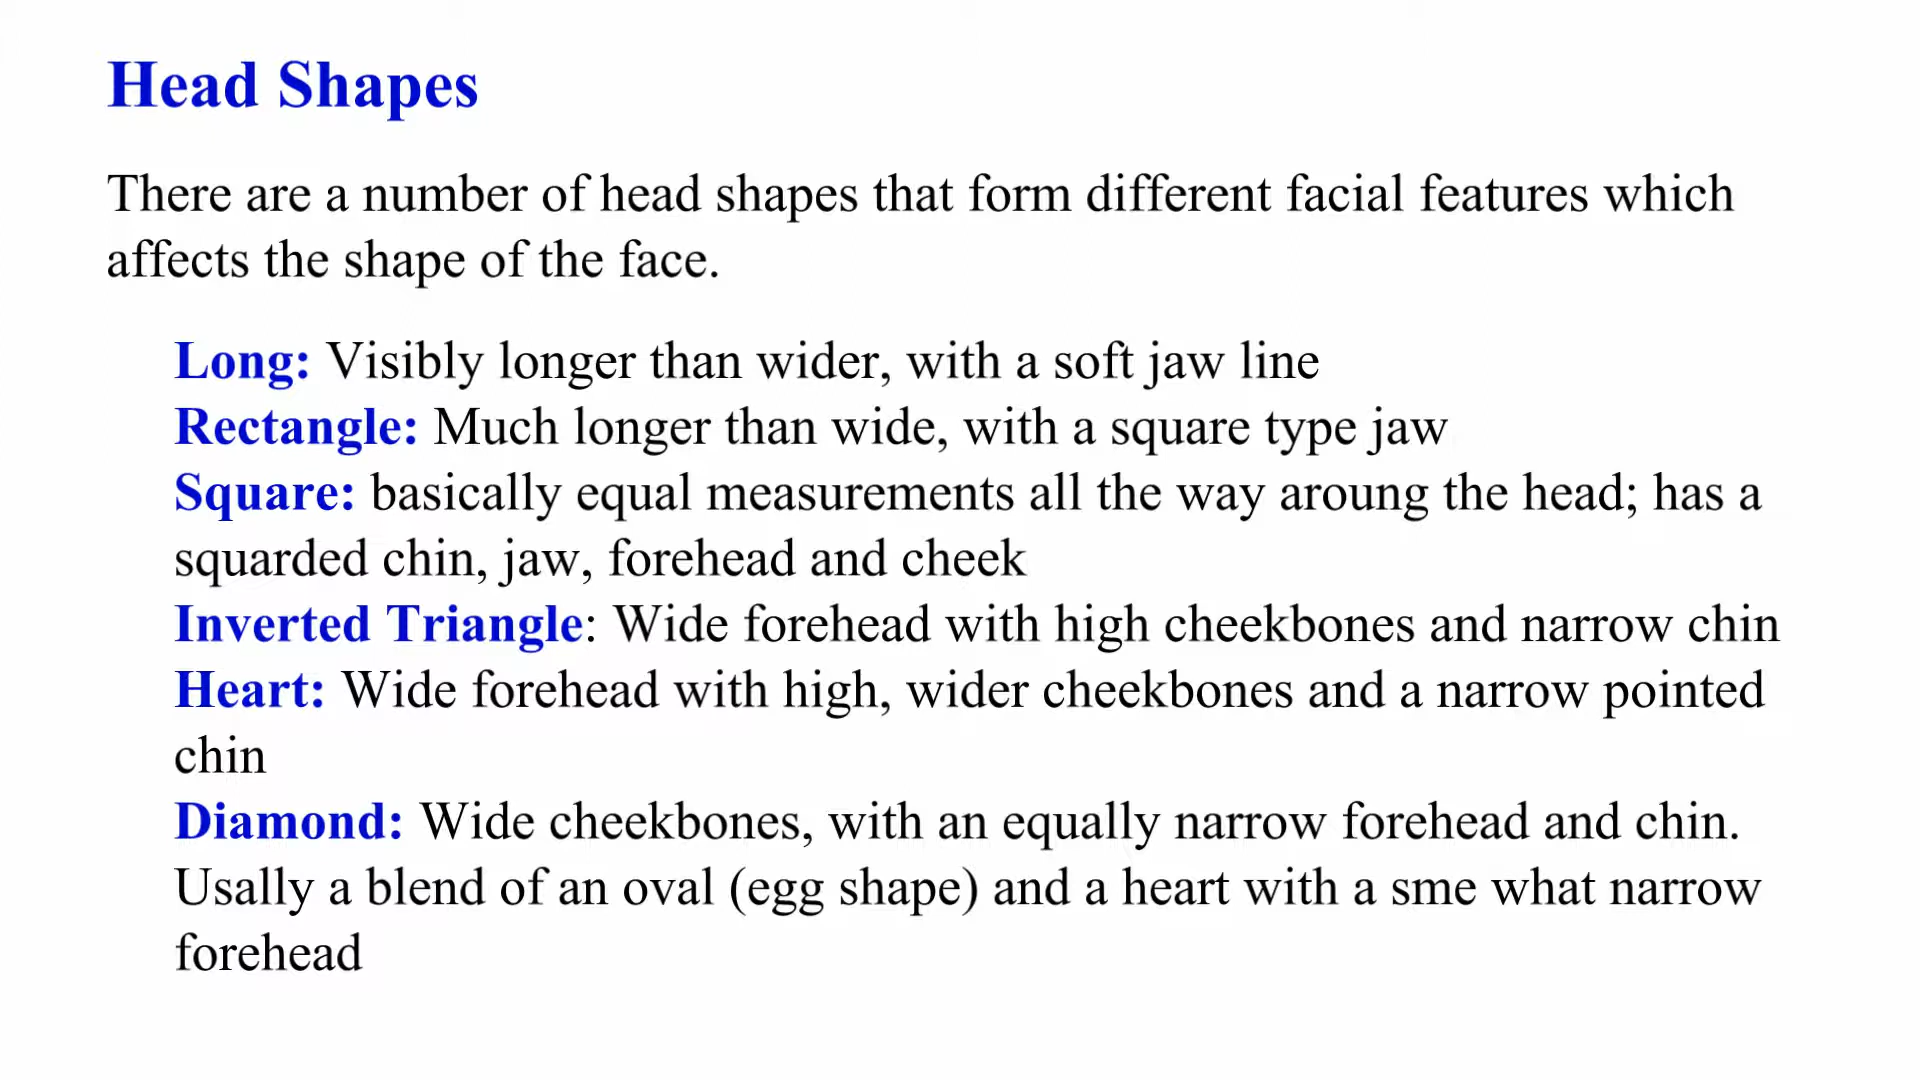 Head Shapes
There are a number of head shapes that form different facial features which
affects the shape of the face.
Long: Visibly longer than wider, with a soft jaw line
Rectangle: Much longer than wide, with a square type jaw
Square: basically equal measurements all the way aroung the head; has a
squarded chin, jaw, forehead and cheek
Inverted Triangle: Wide forehead with high cheekbones and narrow chin
Heart: Wide forehead with high, wider cheekbones and a narrow pointed
chin
Diamond: Wide cheekbones, with an equally narrow forehead and chin.
Usally a blend of an oval (egg shape) and a heart with a sme what narrow
forehead